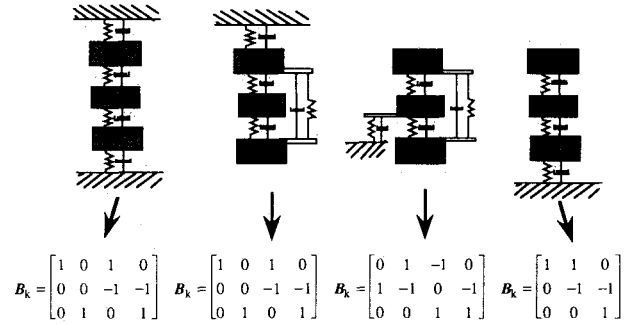 1 0 1 0
B_k = 0 0 -1 -1
0 1 0 1
1 0 1 0
B_k = 0 0 -1 -1
0 1 0 1
0 1 -1 0
B_k = 1 -1 0 -1
0 0 1 1
1 1 0
B_k = 0 -1 -1
0 0 1